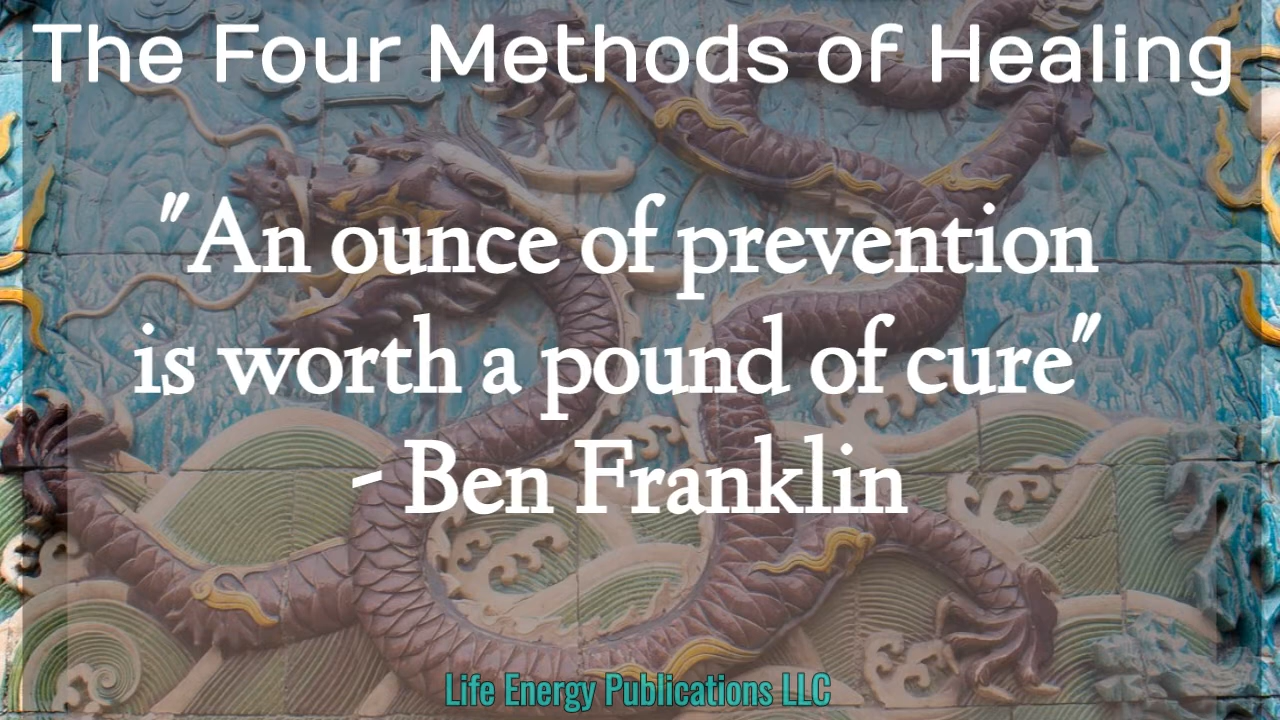 The Four Methods of Healing
"An ounce of prevention
is worth a pound of cure"
- Ben Franklin
Life Energy Publications LLC